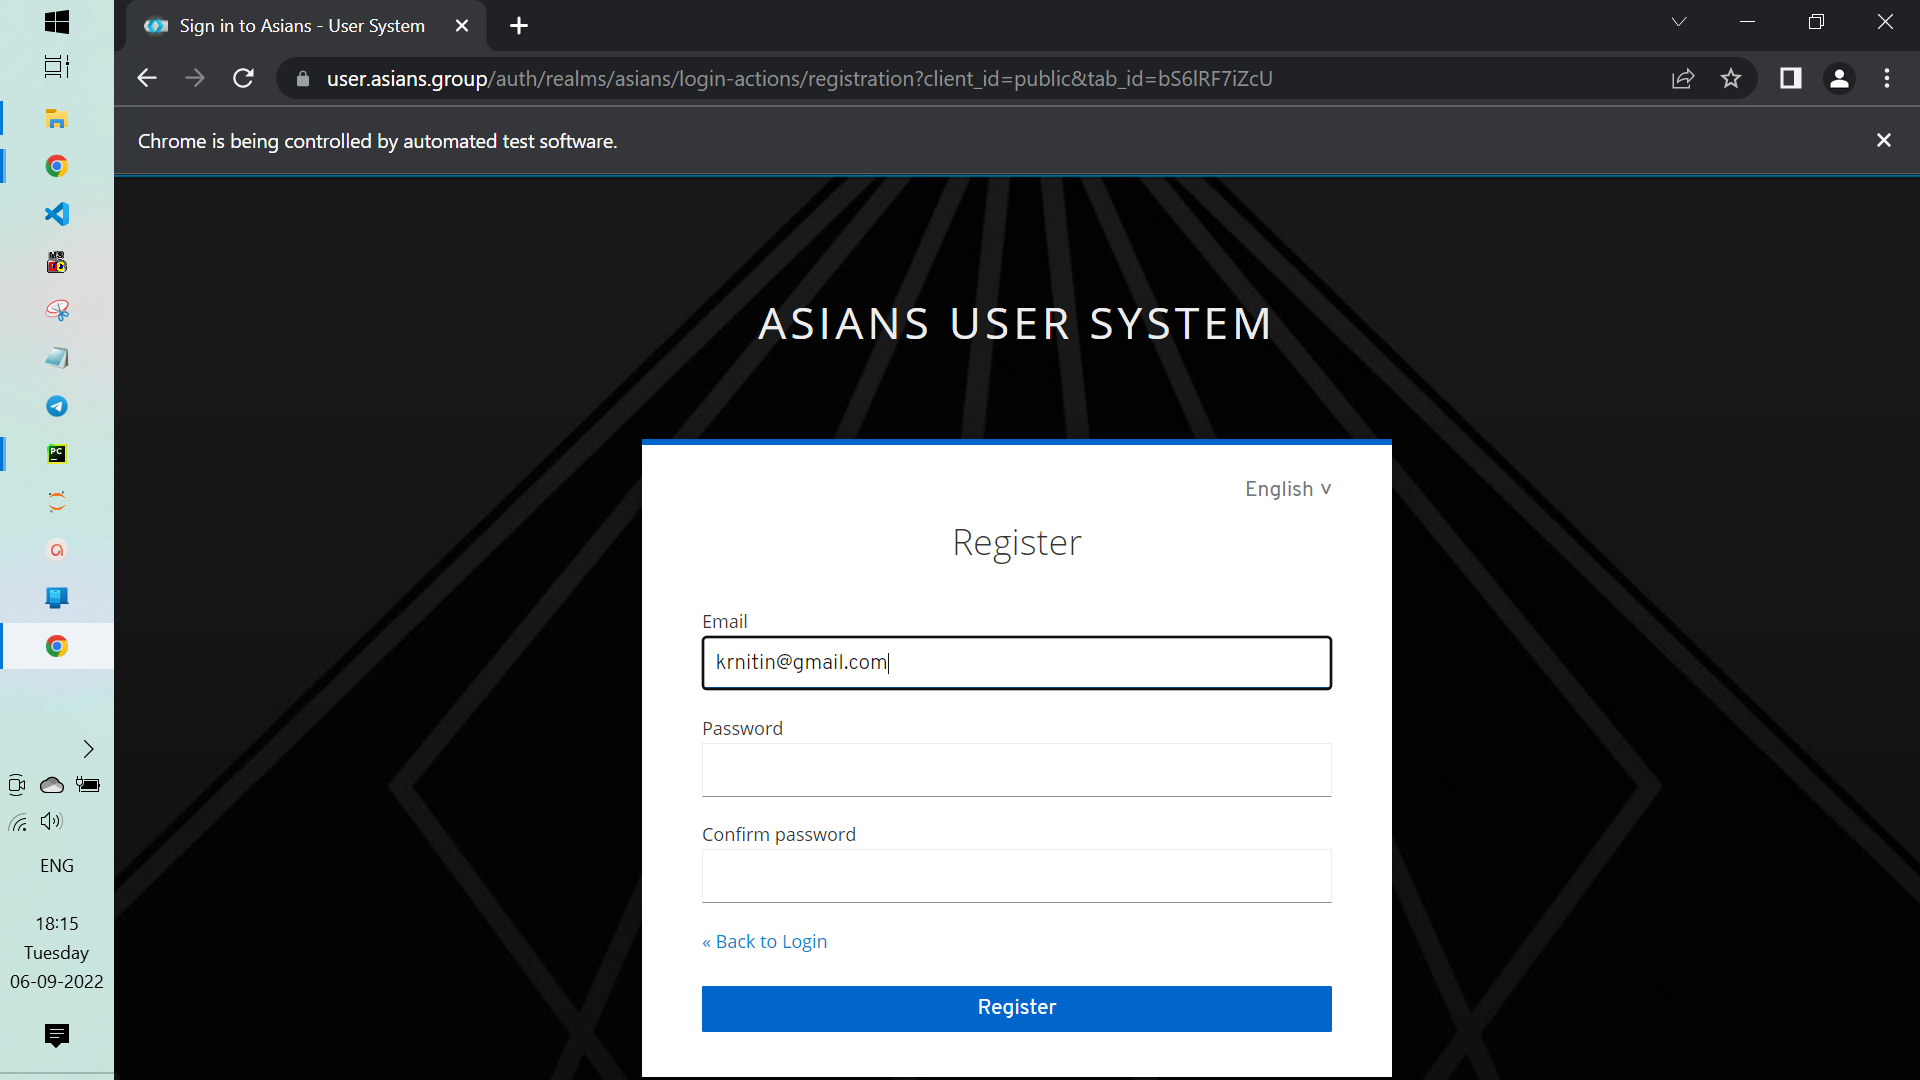 Sign in to Asians - User System
user.asians.group/auth/realms/asians/login-actions/registration?client_id=public&tab_id=bS6lRF7iZcU
Chrome is being controlled by automated test software.
ASIANS USER SYSTEM
English v
Register
Email
krnitin@gmail.com
Password
Confirm password
« Back to Login
Register
PC
ENG
18:15
Tuesday
06-09-2022